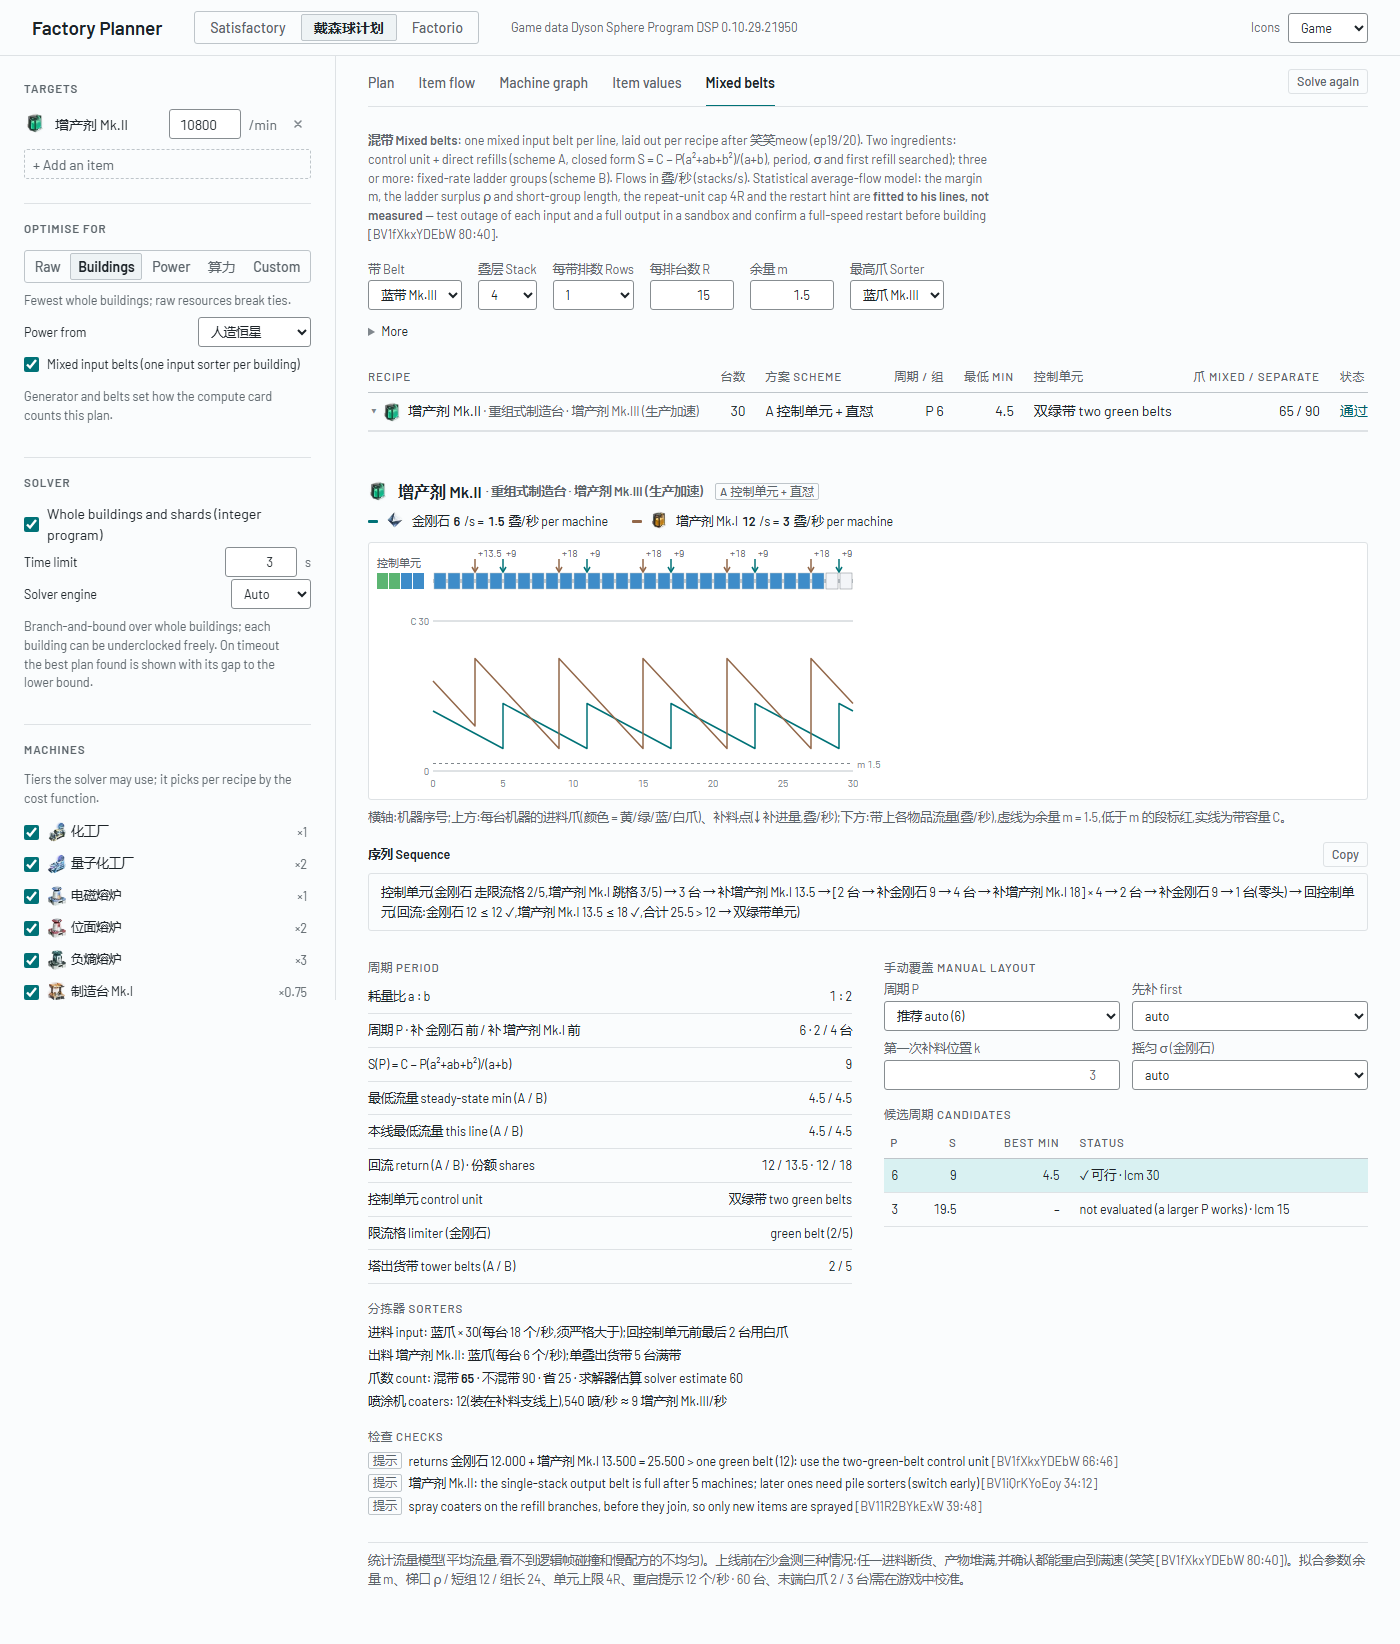 Factory Planner
Satisfactory 戴森球计划 Factorio
Game data Dyson Sphere Program DSP 0.10.29.21950
Icons Game
TARGETS
增产剂 Mk.II 10800 /min ×
+ Add an item
OPTIMISE FOR
Raw Buildings Power 算力 Custom
Fewest whole buildings; raw resources break ties.
Power from 人造恒星
Mixed input belts (one input sorter per building)
Generator and belts set how the compute card
counts this plan.
SOLVER
Whole buildings and shards (integer
program)
Time limit 3 s
Solver engine Auto
Branch-and-bound over whole buildings; each
building can be underclocked freely. On timeout
the best plan found is shown with its gap to the
lower bound.
MACHINES
Tiers the solver may use; it picks per recipe by the
cost function.
化工厂 ×1
量子化工厂 ×2
电磁熔炉 ×1
位面熔炉 ×2
负熵熔炉 ×3
制造台 Mk.I ×0.75
Plan Item flow Machine graph Item values Mixed belts
Solve again
混带 Mixed belts: one mixed input belt per line, laid out per recipe after 笑笑meow (ep19/20). Two ingredients:
control unit + direct refills (scheme A, closed form S = C − P(a²+ab+b²)/(a+b), period, σ and first refill searched); three
or more: fixed-rate ladder groups (scheme B). Flows in 叠/秒 (stacks/s). Statistical average-flow model: the margin
m, the ladder surplus ρ and short-group length, the repeat-unit cap 4R and the restart hint are fitted to his lines, not
measured — test outage of each input and a full output in a sandbox and confirm a full-speed restart before building
[BV1fXkxYDEbW 80:40].
带 Belt 叠层 Stack 每带排数 Rows 每排台数 R 余量 m 最高爪 Sorter
蓝带 Mk.III 4 1 15 1.5 蓝爪 Mk.III
▶ More
RECIPE 台数 方案 SCHEME 周期 / 组 最低 MIN 控制单元 爪 MIXED / SEPARATE 状态
▾ 增产剂 Mk.II · 重组式制造台 · 增产剂 Mk.III (生产加速) 30 A 控制单元 + 直怼 P 6 4.5 双绿带 two green belts 65 / 90 通过
增产剂 Mk.II · 重组式制造台 · 增产剂 Mk.III (生产加速) A 控制单元 + 直怼
金刚石 6 /s = 1.5 叠/秒 per machine 增产剂 Mk.I 12 /s = 3 叠/秒 per machine
控制单元 +13.5 +9 +18 +9 +18 +9 +18 +9 +18 +9
C 30
0 m 1.5
0 5 10 15 20 25 30
横轴:机器序号;上方:每台机器的进料爪(颜色 = 黄/绿/蓝/白爪)、补料点(↓ 补进量,叠/秒);下方:带上各物品流量(叠/秒),虚线为余量 m = 1.5,低于 m 的段标红,实线为带容量 C。
序列 Sequence Copy
控制单元(金刚石 走限流格 2/5,增产剂 Mk.I 跳格 3/5) → 3 台 → 补增产剂 Mk.I 13.5 → [2 台 → 补金刚石 9 → 4 台 → 补增产剂 Mk.I 18] × 4 → 2 台 → 补金刚石 9 → 1 台(零头) → 回控制单
元(回流:金刚石 12 ≤ 12 ✓,增产剂 Mk.I 13.5 ≤ 18 ✓,合计 25.5 > 12 → 双绿带单元)
周期 PERIOD
耗量比 a : b 1 : 2
周期 P · 补 金刚石 前 / 补 增产剂 Mk.I 前 6 · 2 / 4 台
S(P) = C − P(a²+ab+b²)/(a+b) 9
最低流量 steady-state min (A / B) 4.5 / 4.5
本线最低流量 this line (A / B) 4.5 / 4.5
回流 return (A / B) · 份额 shares 12 / 13.5 · 12 / 18
控制单元 control unit 双绿带 two green belts
限流格 limiter (金刚石) green belt (2/5)
塔出货带 tower belts (A / B) 2 / 5
手动覆盖 MANUAL LAYOUT
周期 P 先补 first
推荐 auto (6) auto
第一次补料位置 k 摇匀 σ (金刚石)
3 auto
候选周期 CANDIDATES
P S BEST MIN STATUS
6 9 4.5 ✓ 可行 · lcm 30
3 19.5 – not evaluated (a larger P works) · lcm 15
分拣器 SORTERS
进料 input: 蓝爪 × 30(每台 18 个/秒,须严格大于);回控制单元前最后 2 台用白爪
出料 增产剂 Mk.II: 蓝爪(每台 6 个/秒);单叠出货带 5 台满带
爪数 count: 混带 65 · 不混带 90 · 省 25 · 求解器估算 solver estimate 60
喷涂机 coaters: 12(装在补料支线上),540 喷/秒 ≈ 9 增产剂 Mk.III/秒
检查 CHECKS
提示 returns 金刚石 12.000 + 增产剂 Mk.I 13.500 = 25.500 > one green belt (12): use the two-green-belt control unit [BV1fXkxYDEbW 66:46]
提示 增产剂 Mk.II: the single-stack output belt is full after 5 machines; later ones need pile sorters (switch early) [BV1iQrKYoEoy 34:12]
提示 spray coaters on the refill branches, before they join, so only new items are sprayed [BV11R2BYkExW 39:48]
统计流量模型(平均流量,看不到逻辑帧碰撞和慢配方的不均匀)。上线前在沙盒测三种情况:任一进料断货、产物堆满,并确认都能重启到满速 (笑笑 [BV1fXkxYDEbW 80:40])。拟合参数(余
量 m、梯口 ρ / 短组 12 / 组长 24、单元上限 4R、重启提示 12 个/秒 · 60 台、末端白爪 2 / 3 台)需在游戏中校准。